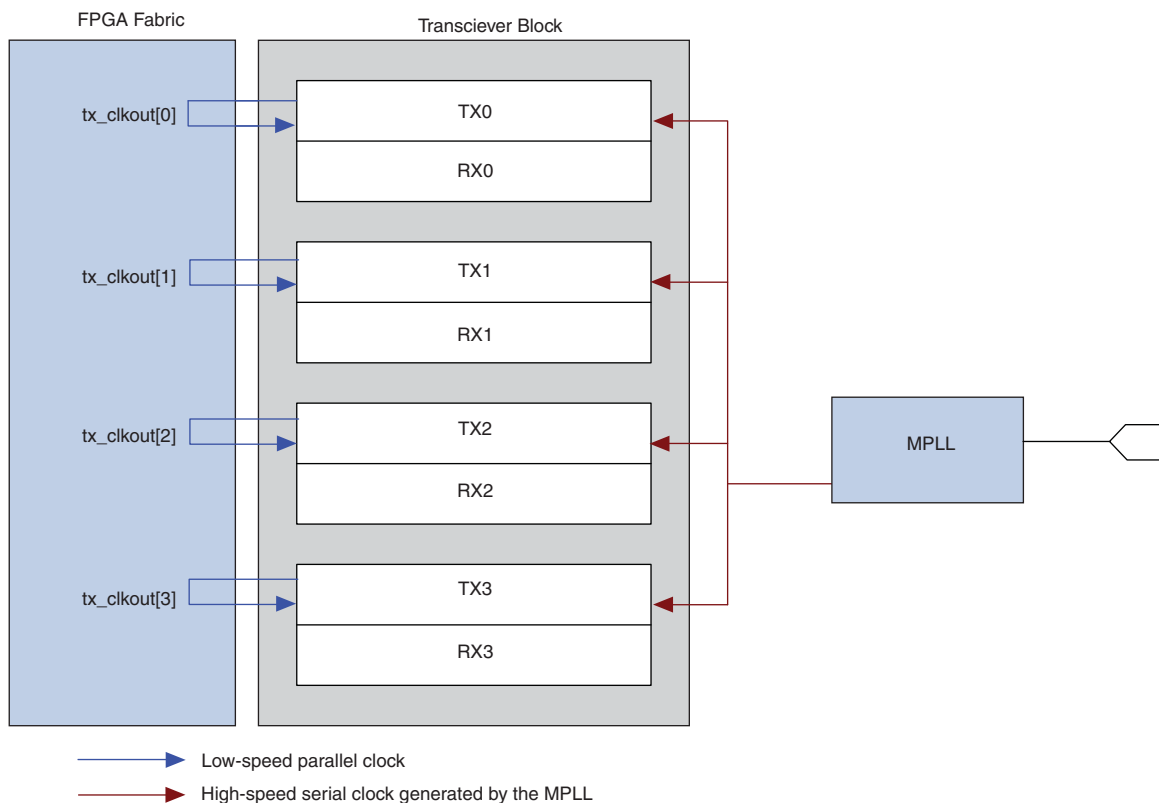 FPGA Fabric
Transciever Block
tx_clkout[0]
TX0
RX0
tx_clkout[1]
TX1
RX1
tx_clkout[2]
TX2
RX2
MPLL
tx_clkout[3]
TX3
RX3
Low-speed parallel clock
High-speed serial clock generated by the MPLL